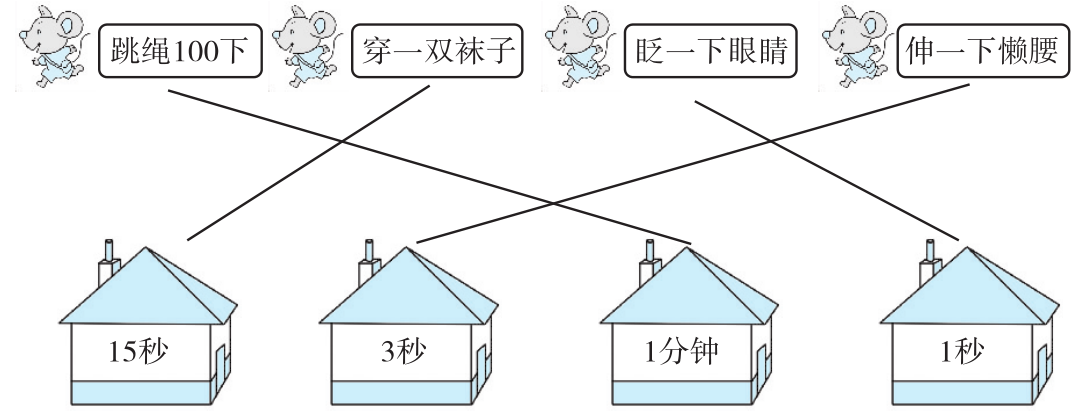 跳绳100下
穿一双袜子
眨一下眼睛
伸一下懒腰
15秒
3秒
1分钟
1秒